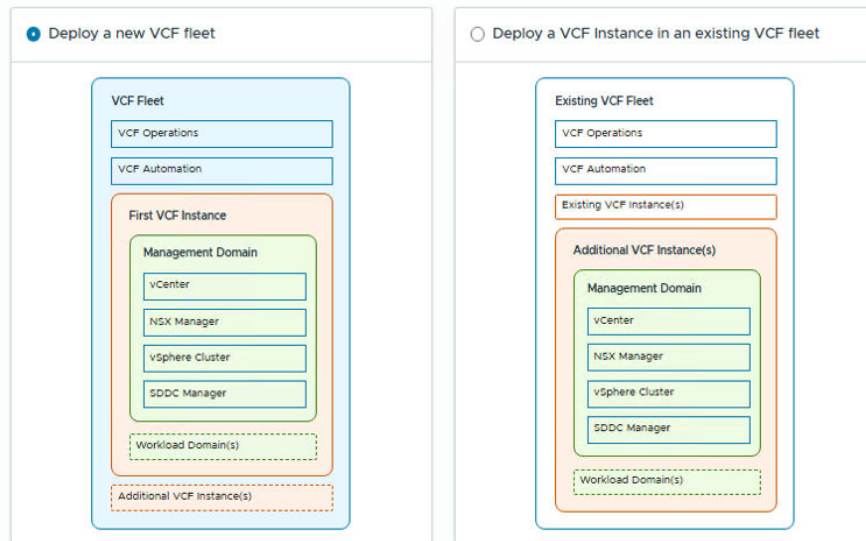 Deploy a new VCF fleet
VCF Fleet
VCF Operations
VCF Automation
First VCF Instance
Management Domain
vCenter
NSX Manager
vSphere Cluster
SDDC Manager
Workload Domain(s)
Additional VCF Instance(s)
Deploy a VCF Instance in an existing VCF fleet
Existing VCF Fleet
VCF Operations
VCF Automation
Existing VCF Instance(s)
Additional VCF Instance(s)
Management Domain
vCenter
NSX Manager
vSphere Cluster
SDDC Manager
Workload Domain(s)